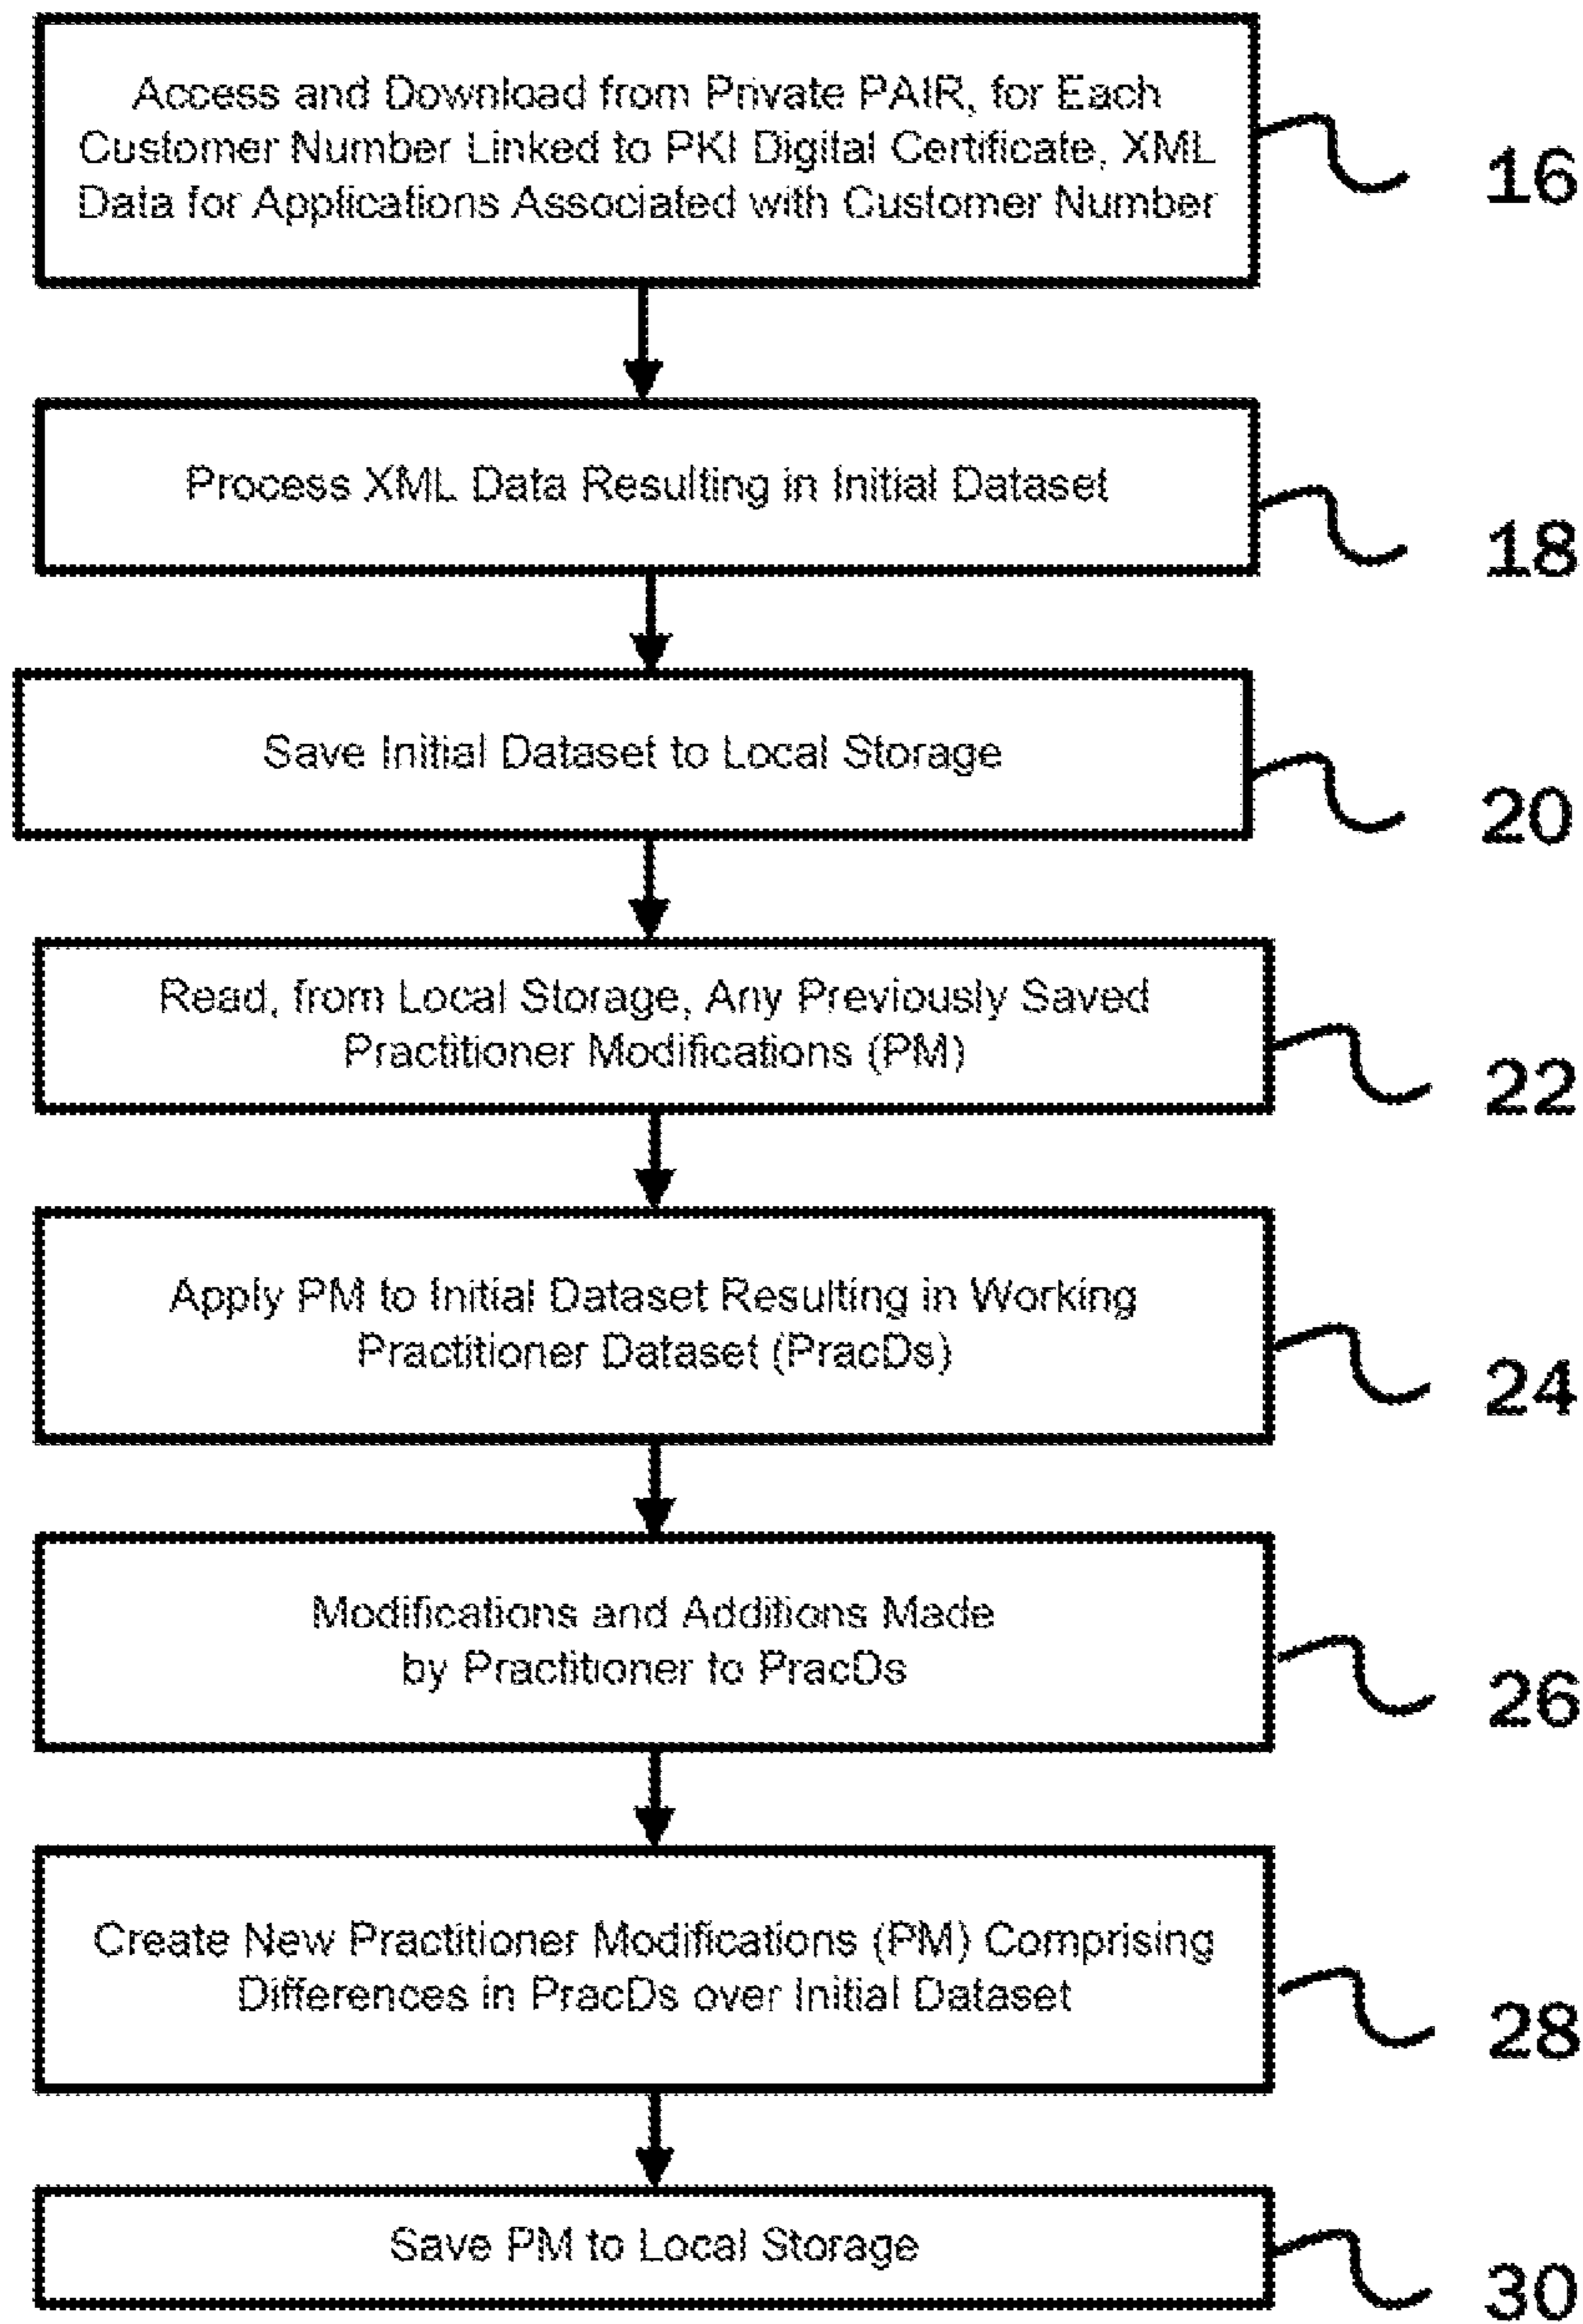 Access and Download from Private PAIR, for Each
Customer Number Linked to PKI Digital Certificate, XML
Data for Applications Associated with Customer Number
16
Process XML Data Resulting in Initial Dataset
18
Save Initial Dataset to Local Storage
20
Read, from Local Storage, Any Previously Saved
Practitioner Modifications (PM)
22
Apply PM to Initial Dataset Resulting in Working
Practitioner Dataset (PracDs)
24
Modifications and Additions Made
by Practitioner to PracDs
26
Create New Practitioner Modifications (PM) Comprising
Differences in PracDs over Initial Dataset
28
Save PM to Local Storage
30